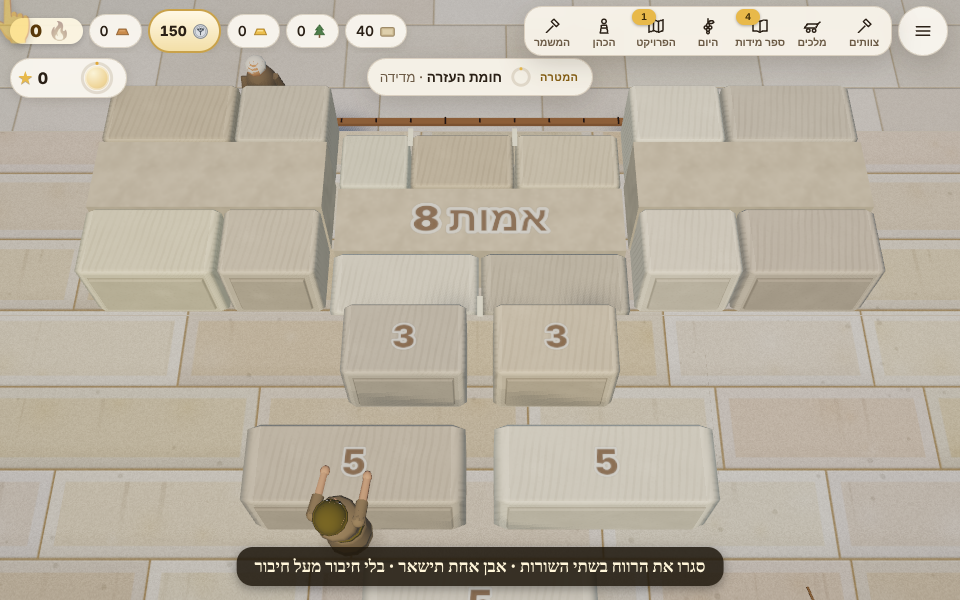 צוותים
מלכים
ספר מידות 4
היום
הפרויקט 1
הכהן
המשמר
40
0
0
150
0
0
0
המטרה חומת העזרה · מדידה
8 אמות
3
3
5
5
5
סגרו את הרווח בשתי השורות · אבן אחת תישאר · בלי חיבור מעל חיבור